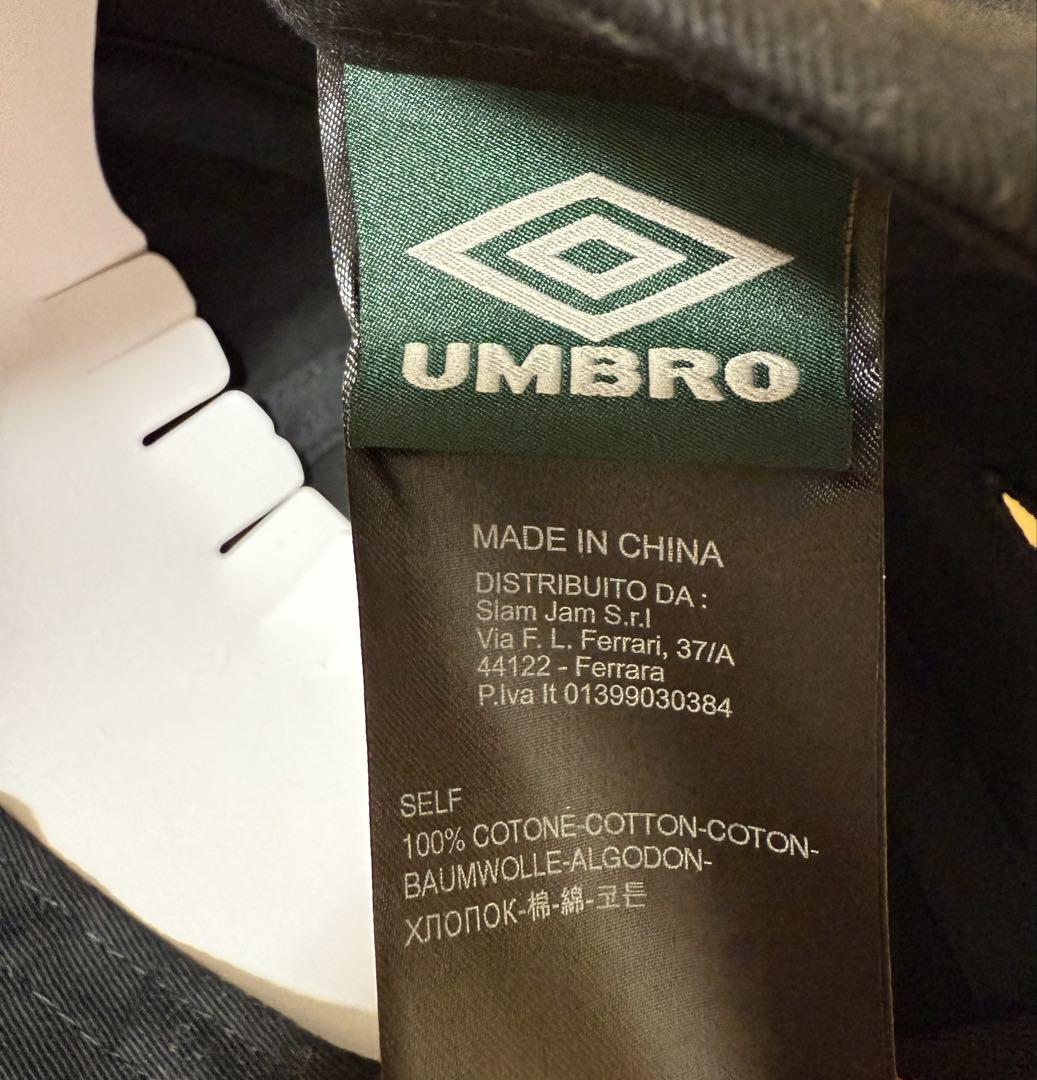 UMBRO
MADE IN CHINA
DISTRIBUITO DA :
Slam Jam S.r.l
Via F. L. Ferrari, 37/A
44122 - Ferrara
P.Iva It 01399030384
SELF
100% COTONE-COTTON-COTON-
BAUMWOLLE-ALGODON-
ХЛОПОК-棉-綿-코튼